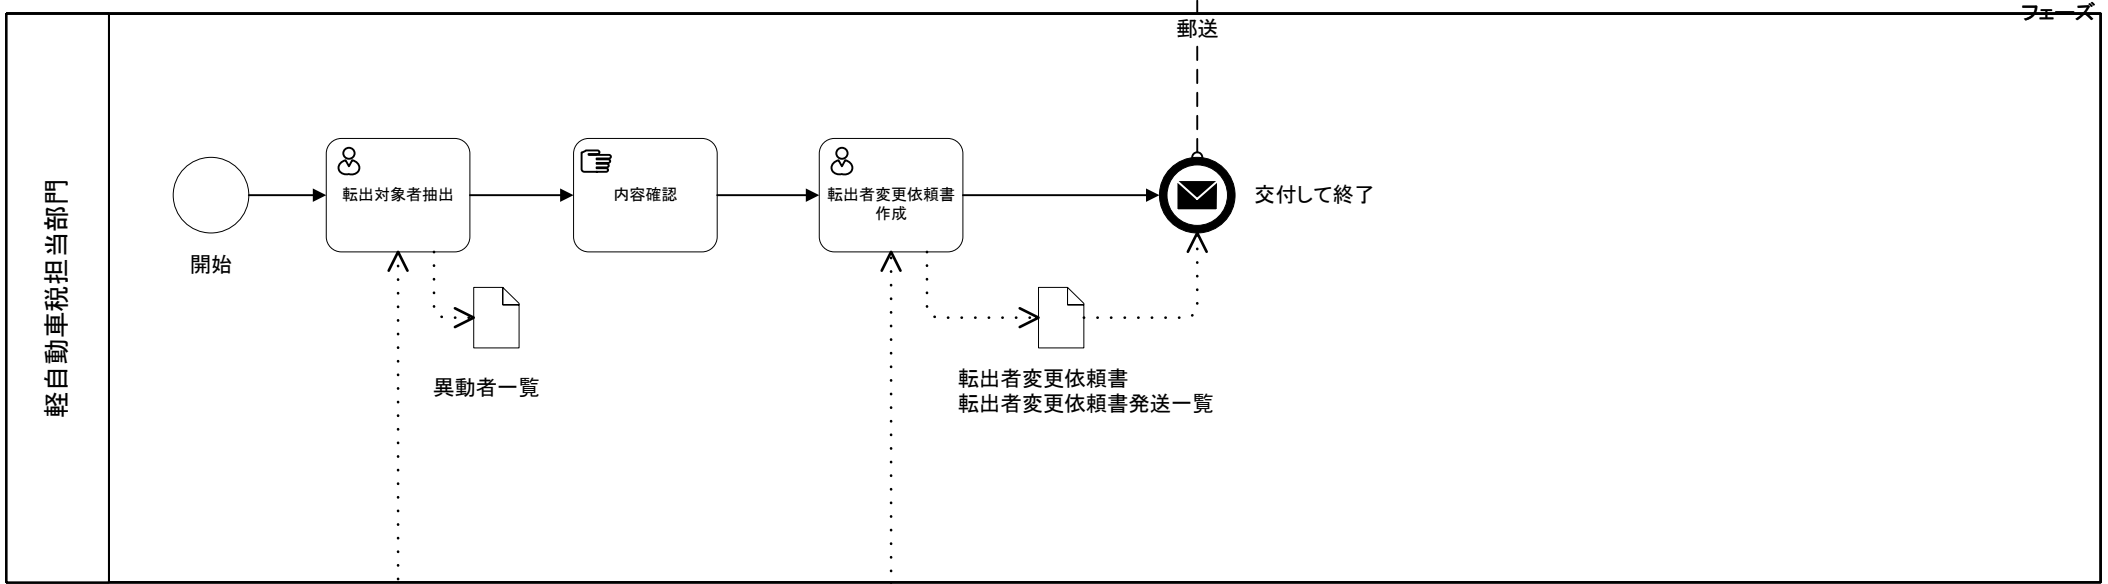 フェーズ
郵送
軽自動車税担当部門
開始
転出対象者抽出
内容確認
転出者変更依頼書
作成
交付して終了
異動者一覧
転出者変更依頼書
転出者変更依頼書発送一覧